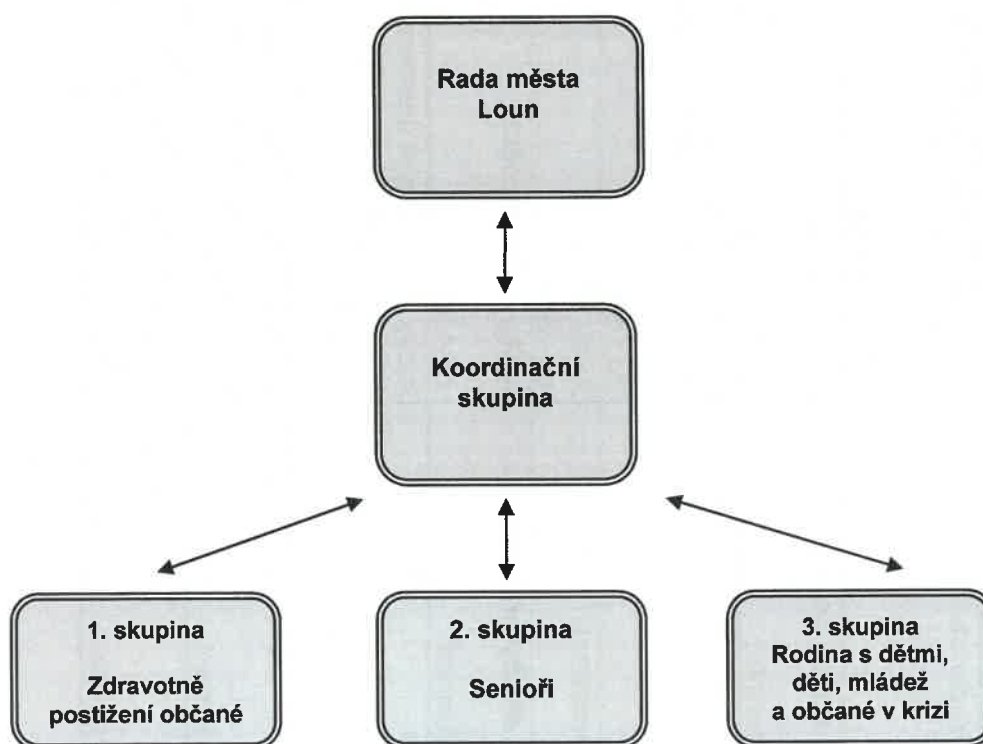 Rada města
Loun
Koordinační
skupina
1. skupina
Zdravotně
postižení občané
2. skupina
Senioři
3. skupina
Rodina s dětmi,
děti, mládež
a občané v krizi